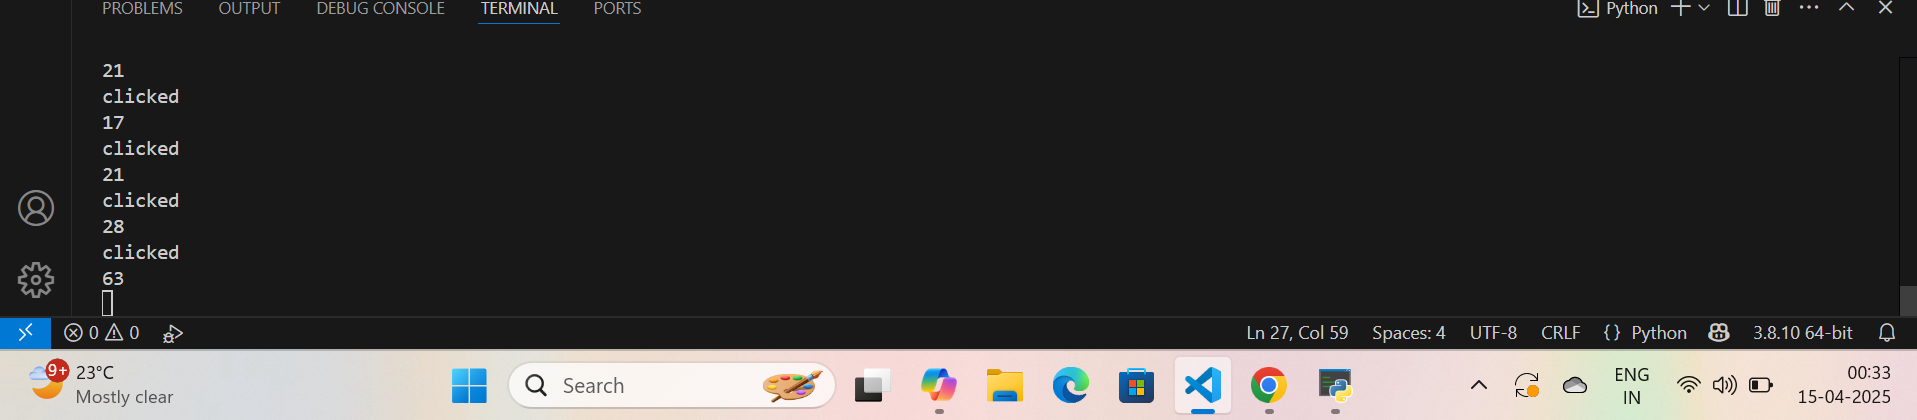 PROBLEMS OUTPUT DEBUG CONSOLE TERMINAL PORTS Python
21
clicked
17
clicked
21
clicked
28
clicked
63
0 0 Ln 27, Col 59 Spaces: 4 UTF-8 CRLF {} Python 3.8.10 64-bit
9+ 23°C
Mostly clear
Search
ENG
IN
00:33
15-04-2025